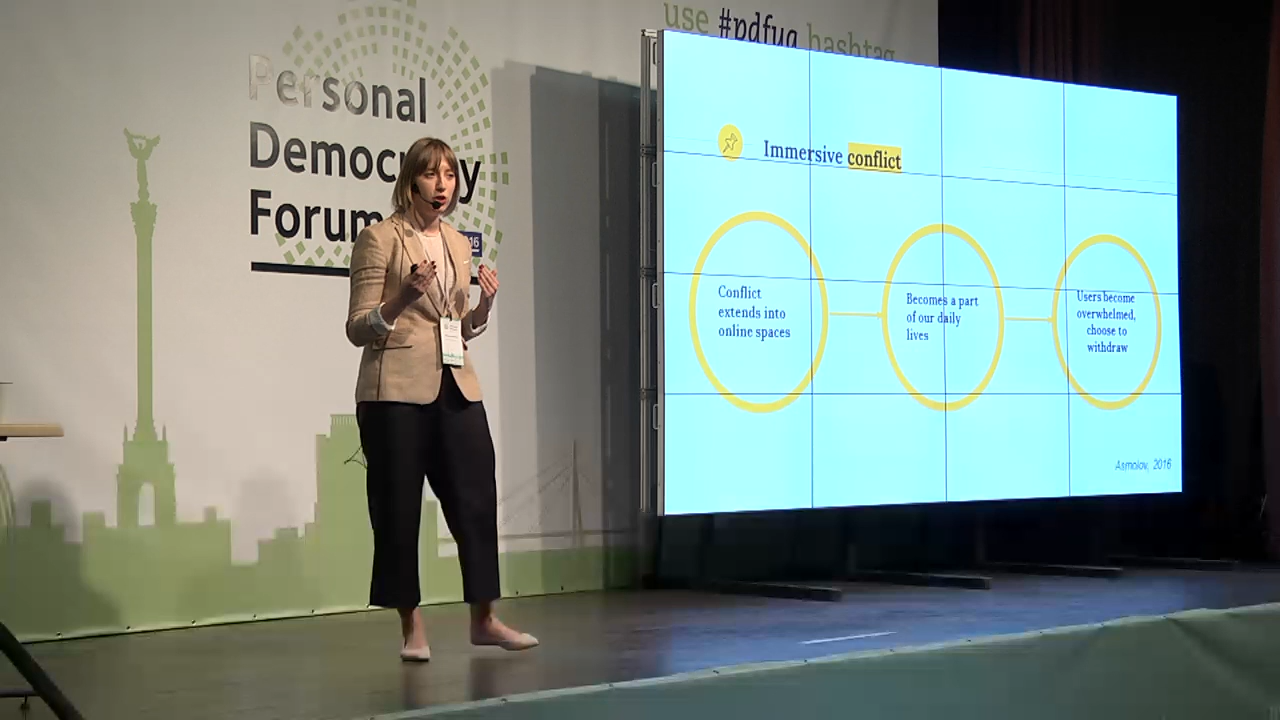 use #pdfua hashtag
Personal
Democracy
Forum
16
Immersive conflict
Conflict
extends into
online spaces
Becomes a part
of our daily
lives
Users become
overwhelmed,
choose to
withdraw
Asmolov, 2016